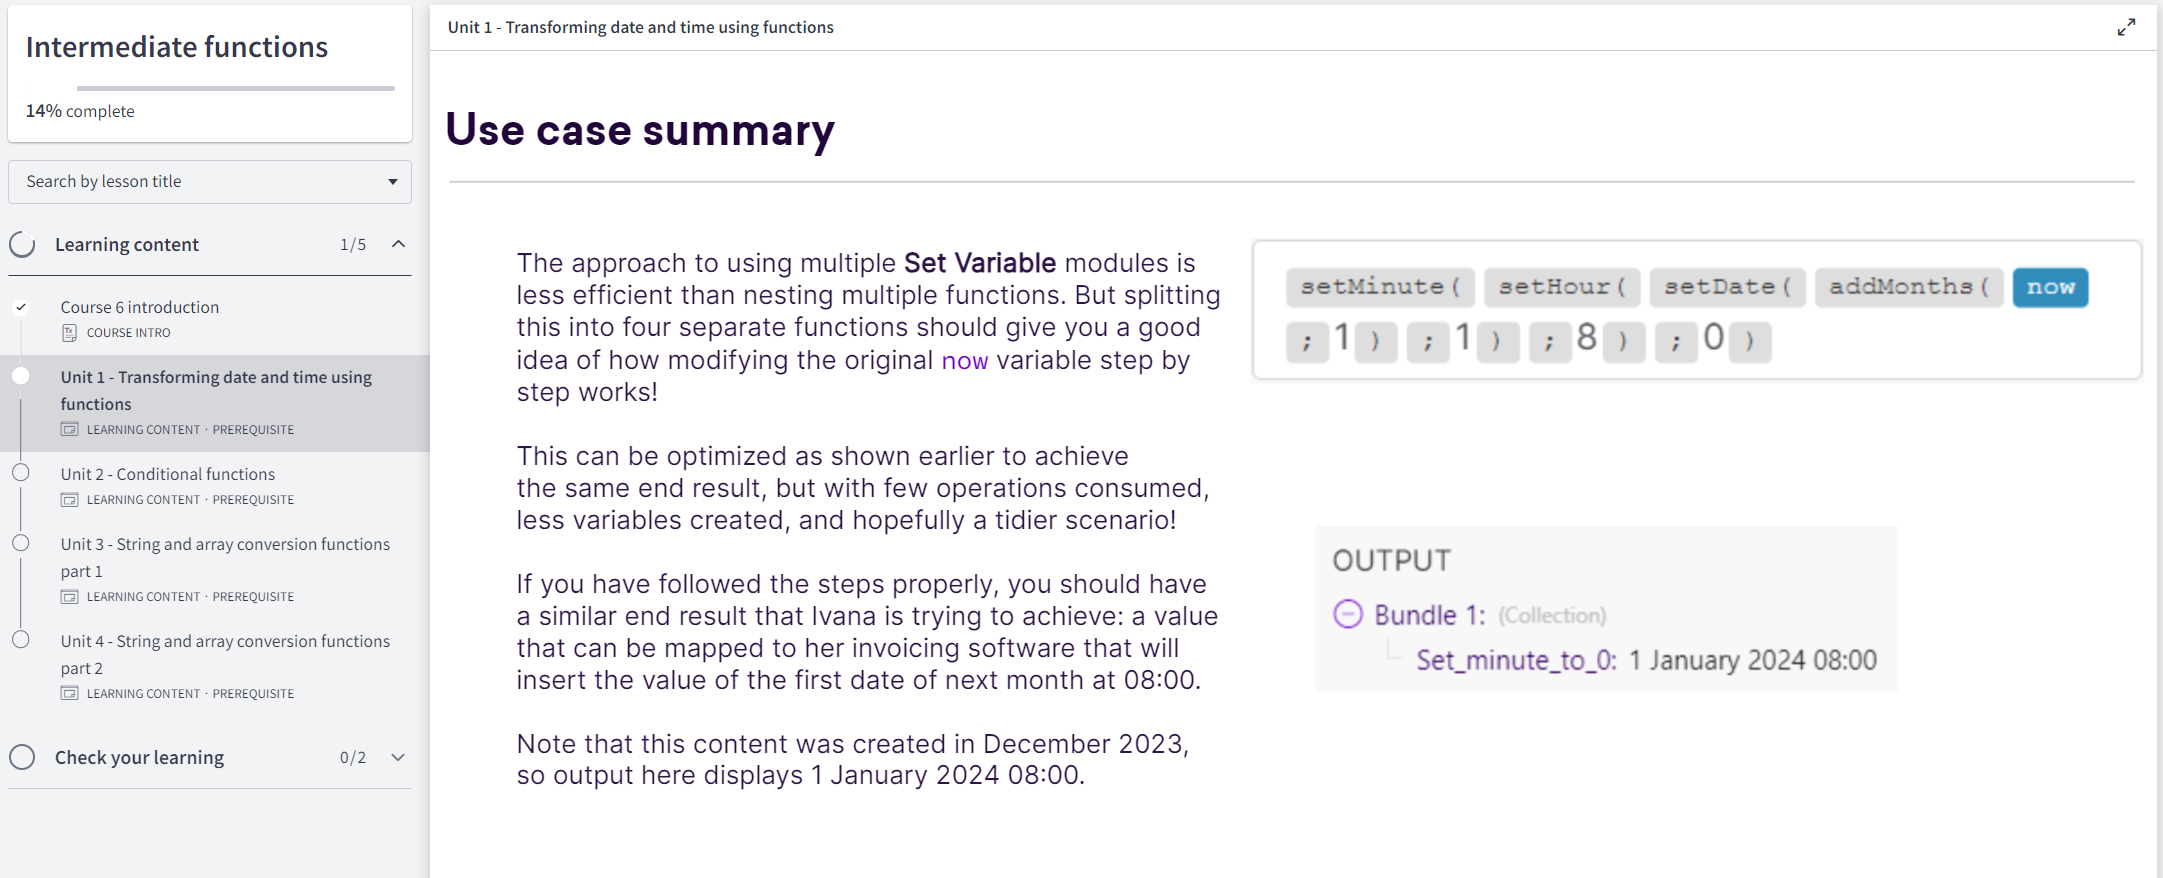 Intermediate functions
14% complete
Search by lesson title
Learning content 1/5
Course 6 introduction
COURSE INTRO
Unit 1 - Transforming date and time using
functions
LEARNING CONTENT · PREREQUISITE
Unit 2 - Conditional functions
LEARNING CONTENT · PREREQUISITE
Unit 3 - String and array conversion functions
part 1
LEARNING CONTENT · PREREQUISITE
Unit 4 - String and array conversion functions
part 2
LEARNING CONTENT · PREREQUISITE
Check your learning 0/2
Unit 1 - Transforming date and time using functions
Use case summary
The approach to using multiple Set Variable modules is
less efficient than nesting multiple functions. But splitting
this into four separate functions should give you a good
idea of how modifying the original now variable step by
step works!
This can be optimized as shown earlier to achieve
the same end result, but with few operations consumed,
less variables created, and hopefully a tidier scenario!
If you have followed the steps properly, you should have
a similar end result that Ivana is trying to achieve: a value
that can be mapped to her invoicing software that will
insert the value of the first date of next month at 08:00.
Note that this content was created in December 2023,
so output here displays 1 January 2024 08:00.
setMinute( setHour( setDate( addMonths( now
; 1 ) ; 1 ) ; 8 ) ; 0 )
OUTPUT
Bundle 1: (Collection)
Set_minute_to_0: 1 January 2024 08:00